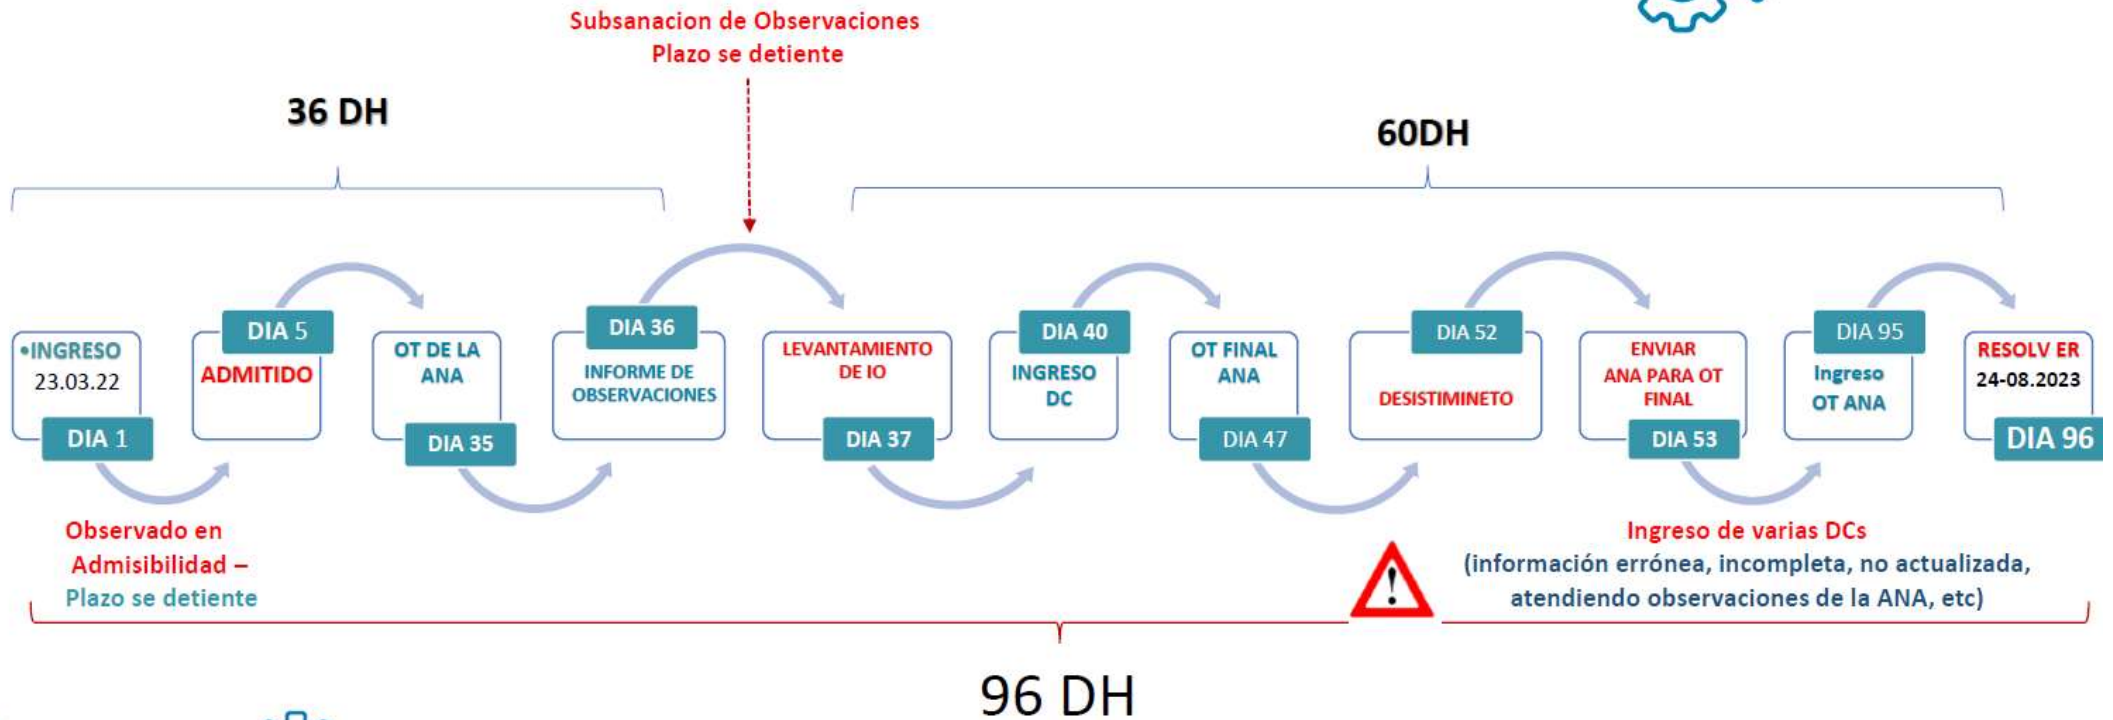 Subsanacion de Observaciones
Plazo se detiente
36 DH
60DH
•INGRESO
23.03.22
DIA 1
DIA 5
ADMITIDO
OT DE LA
ANA
DIA 35
DIA 36
INFORME DE
OBSERVACIONES
LEVANTAMIENTO
DE IO
DIA 37
DIA 40
INGRESO
DC
OT FINAL
ANA
DIA 47
DIA 52
DESISTIMINETO
ENVIAR
ANA PARA OT
FINAL
DIA 53
DIA 95
Ingreso
OT ANA
RESOLV ER
24-08.2023
DIA 96
Observado en
Admisibilidad –
Plazo se detiente
!
Ingreso de varias DCs
(información errónea, incompleta, no actualizada,
atendiendo observaciones de la ANA, etc)
96 DH